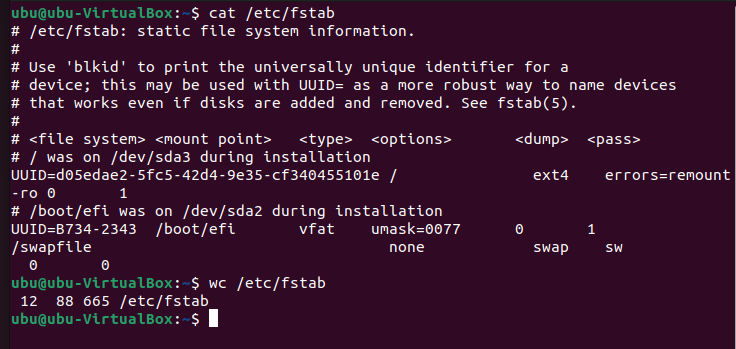 ubu@ubu-VirtualBox:~$ cat /etc/fstab
# /etc/fstab: static file system information.
#
# Use 'blkid' to print the universally unique identifier for a
# device; this may be used with UUID= as a more robust way to name devices
# that works even if disks are added and removed. See fstab(5).
#
# <file system> <mount point>   <type>  <options>       <dump>  <pass>
# / was on /dev/sda3 during installation
UUID=d05edae2-5fc5-42d4-9e35-cf340455101e /               ext4    errors=remount
-ro 0       1
# /boot/efi was on /dev/sda2 during installation
UUID=B734-2343  /boot/efi       vfat    umask=0077      0       1
/swapfile                                 none            swap    sw
  0       0
ubu@ubu-VirtualBox:~$ wc /etc/fstab
 12  88 665 /etc/fstab
ubu@ubu-VirtualBox:~$